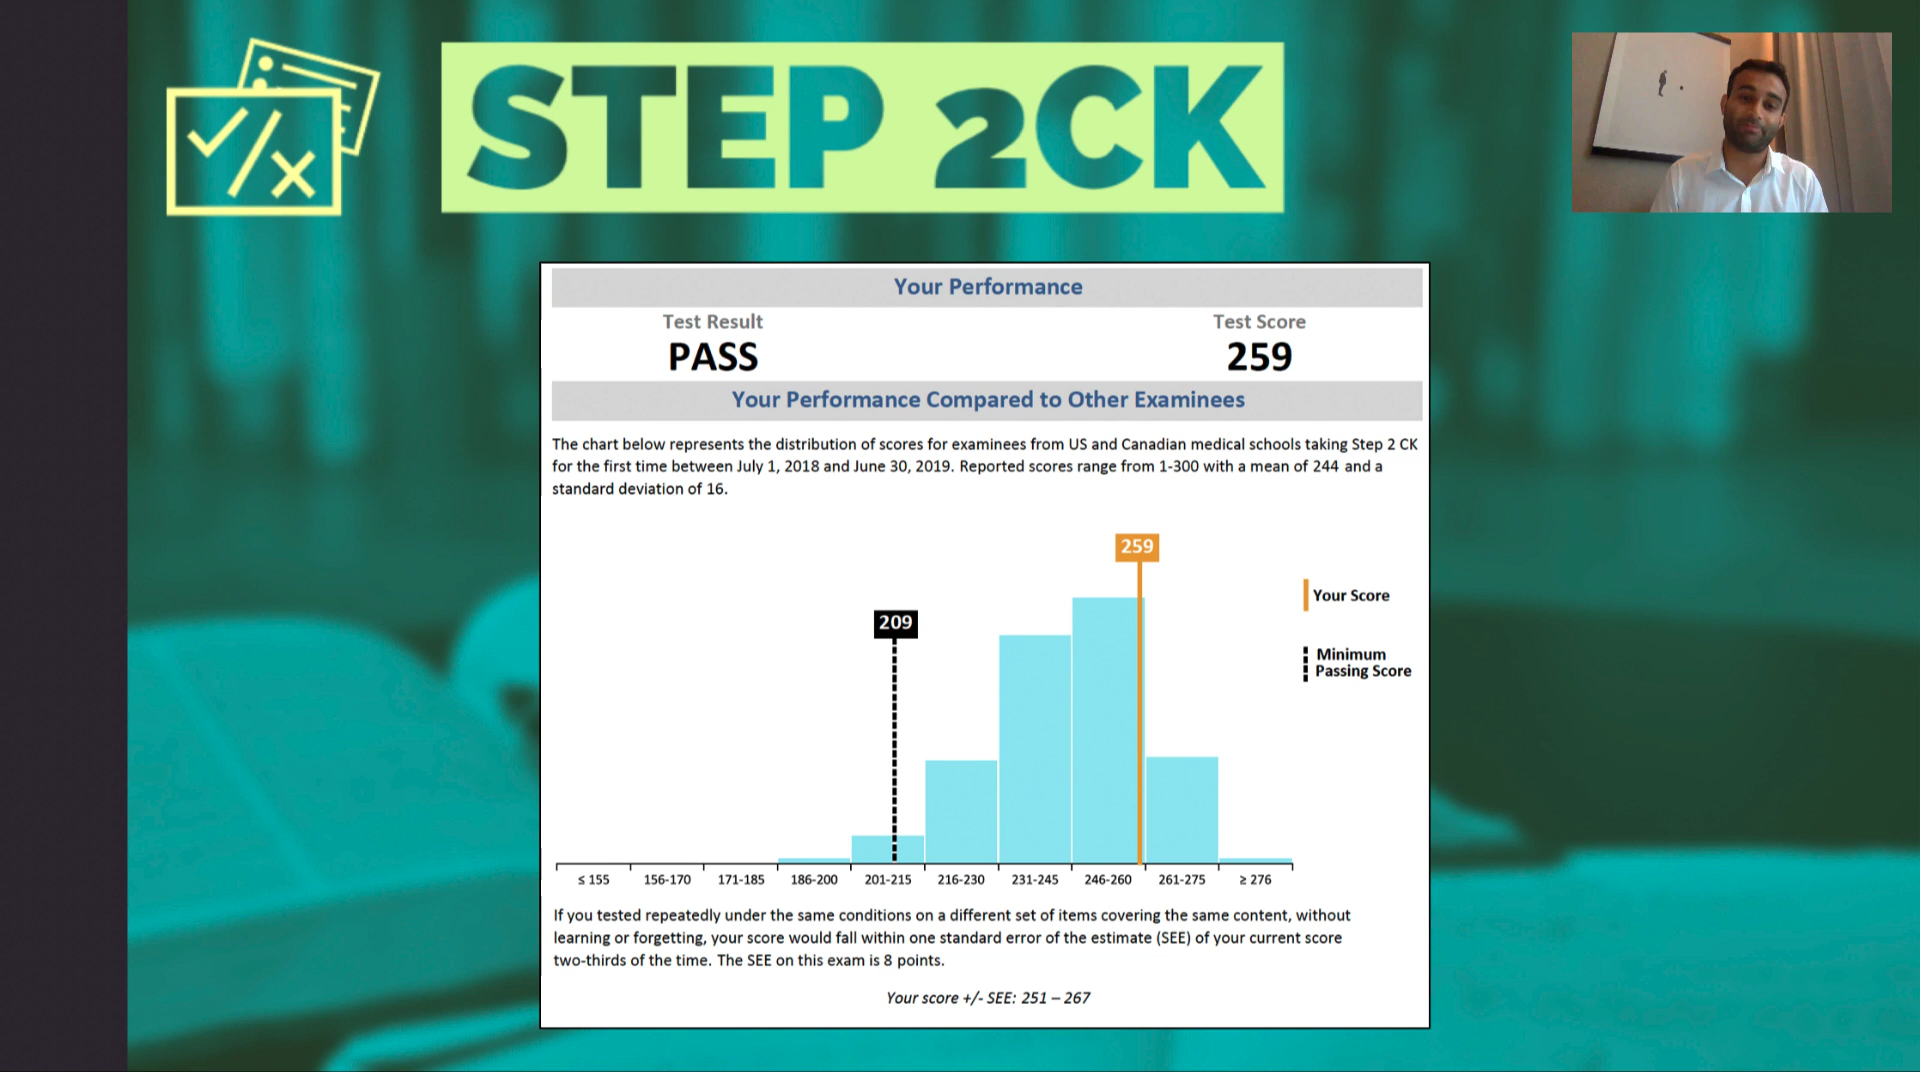 STEP 2CK
Your Performance
Test Result
Test Score
PASS
259
Your Performance Compared to Other Examinees
The chart below represents the distribution of scores for examinees from US and Canadian medical schools taking Step 2 CK
for the first time between July 1, 2018 and June 30, 2019. Reported scores range from 1-300 with a mean of 244 and a
standard deviation of 16.
259
209
Your Score
Minimum
Passing Score
≤ 155 156-170 171-185 186-200 201-215 216-230 231-245 246-260 261-275 ≥ 276
If you tested repeatedly under the same conditions on a different set of items covering the same content, without
learning or forgetting, your score would fall within one standard error of the estimate (SEE) of your current score
two-thirds of the time. The SEE on this exam is 8 points.
Your score +/- SEE: 251 – 267